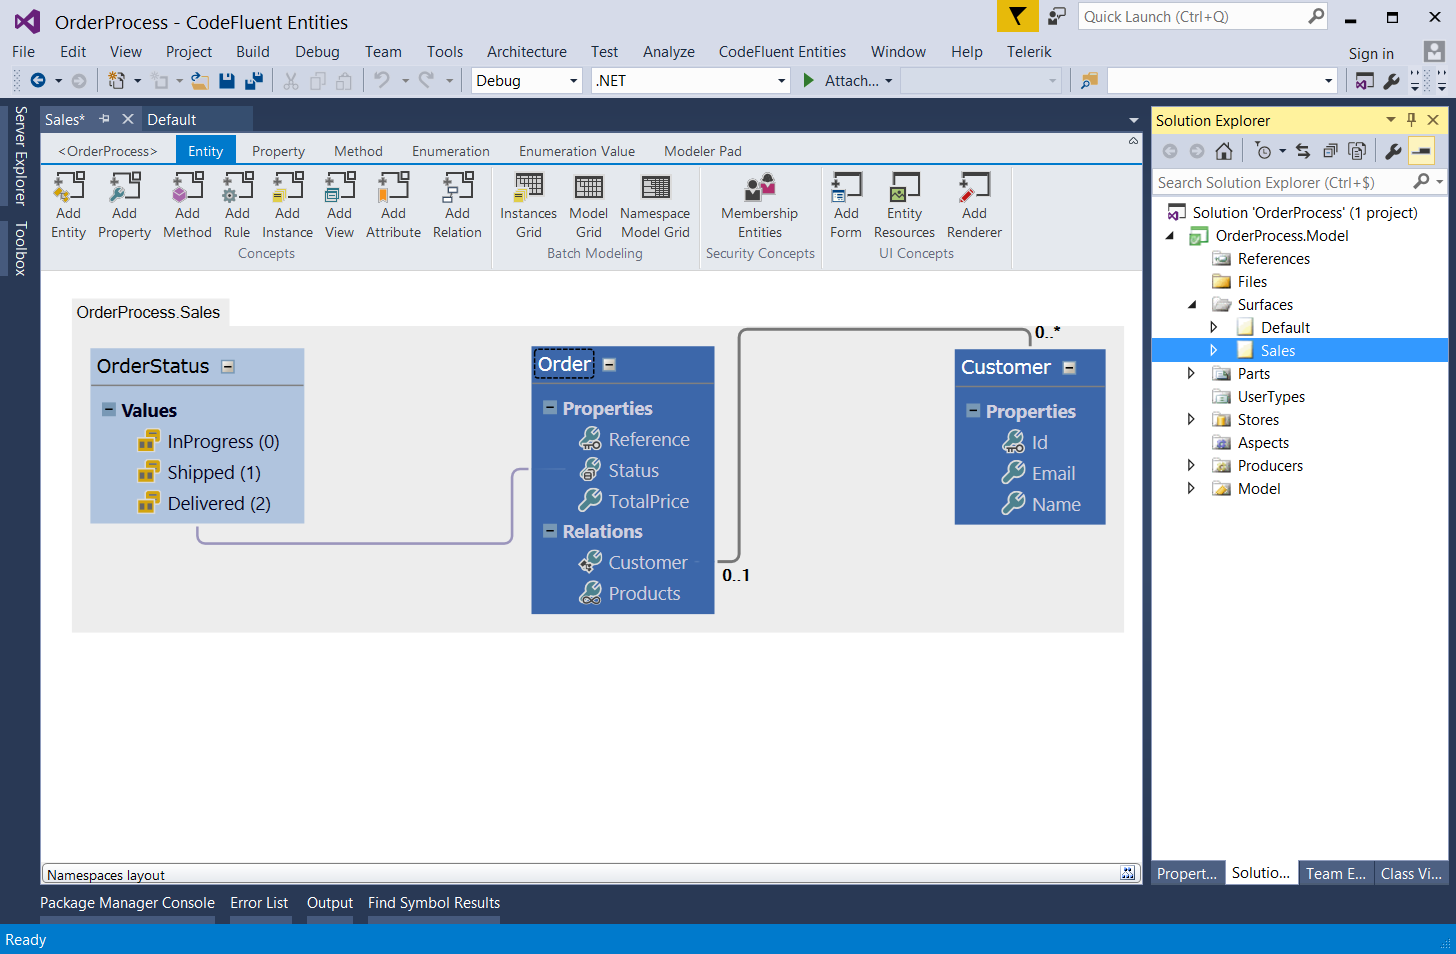 OrderProcess - CodeFluent Entities
Quick Launch (Ctrl+Q)
File Edit View Project Build Debug Team Tools Architecture Test Analyze CodeFluent Entities Window Help Telerik Sign in
Debug .NET Attach...
Server Explorer
Toolbox
Sales* Default
<OrderProcess> Entity Property Method Enumeration Enumeration Value Modeler Pad
Add Entity
Add Property
Add Method
Add Rule
Add Instance
Add View
Add Attribute
Add Relation
Concepts
Instances Grid
Model Grid
Namespace Model Grid
Batch Modeling
Membership Entities
Security Concepts
Add Form
Entity Resources
Add Renderer
UI Concepts
OrderProcess.Sales
OrderStatus
Values
InProgress (0)
Shipped (1)
Delivered (2)
Order
Properties
Reference
Status
TotalPrice
Relations
Customer
Products
0..1
0..*
Customer
Properties
Id
Email
Name
Namespaces layout
Solution Explorer
Search Solution Explorer (Ctrl+$)
Solution 'OrderProcess' (1 project)
OrderProcess.Model
References
Files
Surfaces
Default
Sales
Parts
UserTypes
Stores
Aspects
Producers
Model
Propert... Solutio... Team E... Class Vi...
Package Manager Console Error List Output Find Symbol Results
Ready